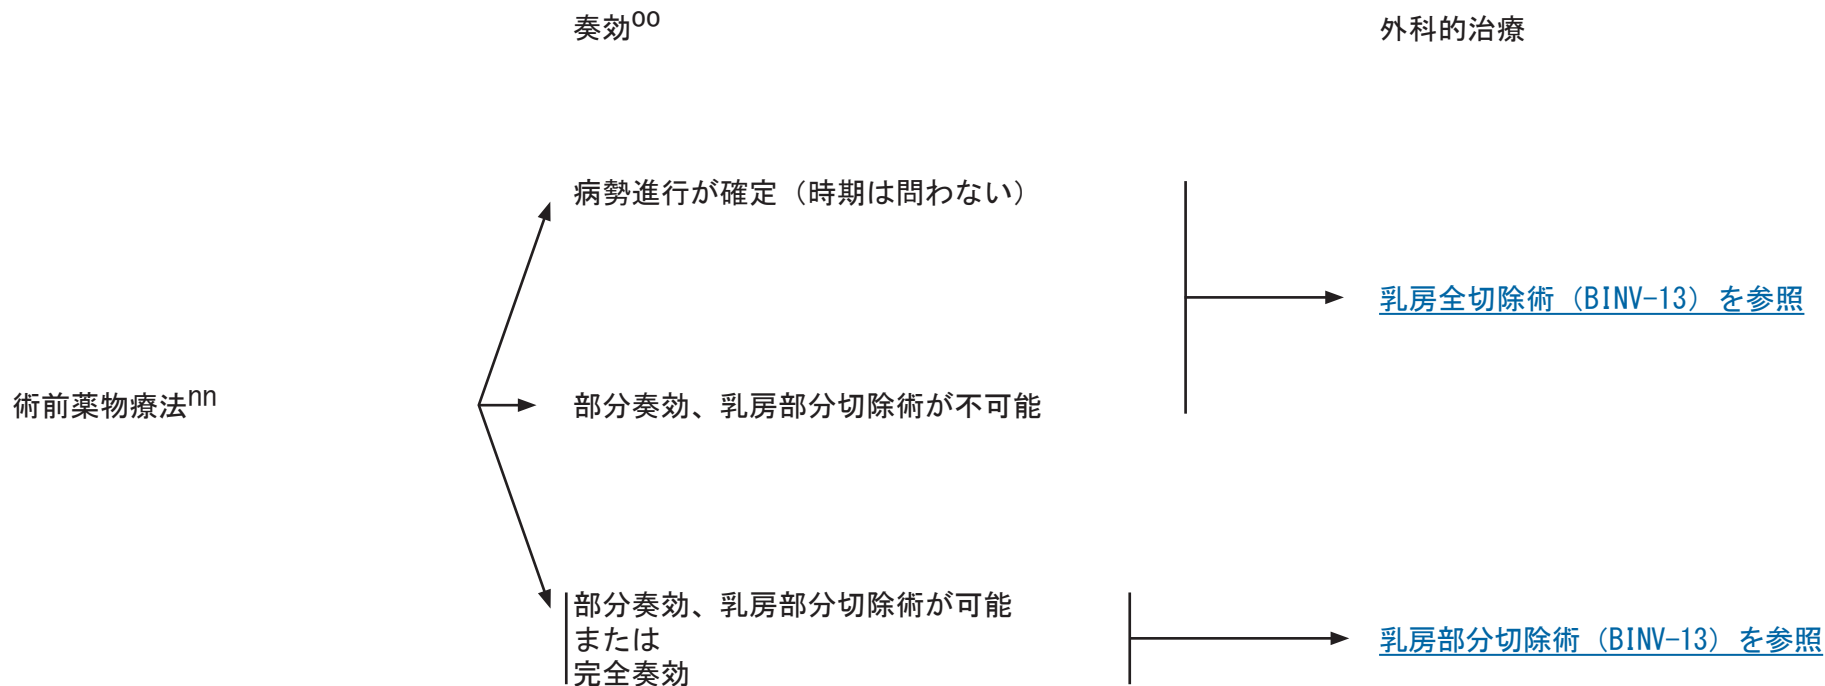 奏効oo
外科的治療
病勢進行が確定（時期は問わない）
乳房全切除術（BINV-13）を参照
術前薬物療法nn
部分奏効、乳房部分切除術が不可能
部分奏効、乳房部分切除術が可能
または
完全奏効
乳房部分切除術（BINV-13）を参照